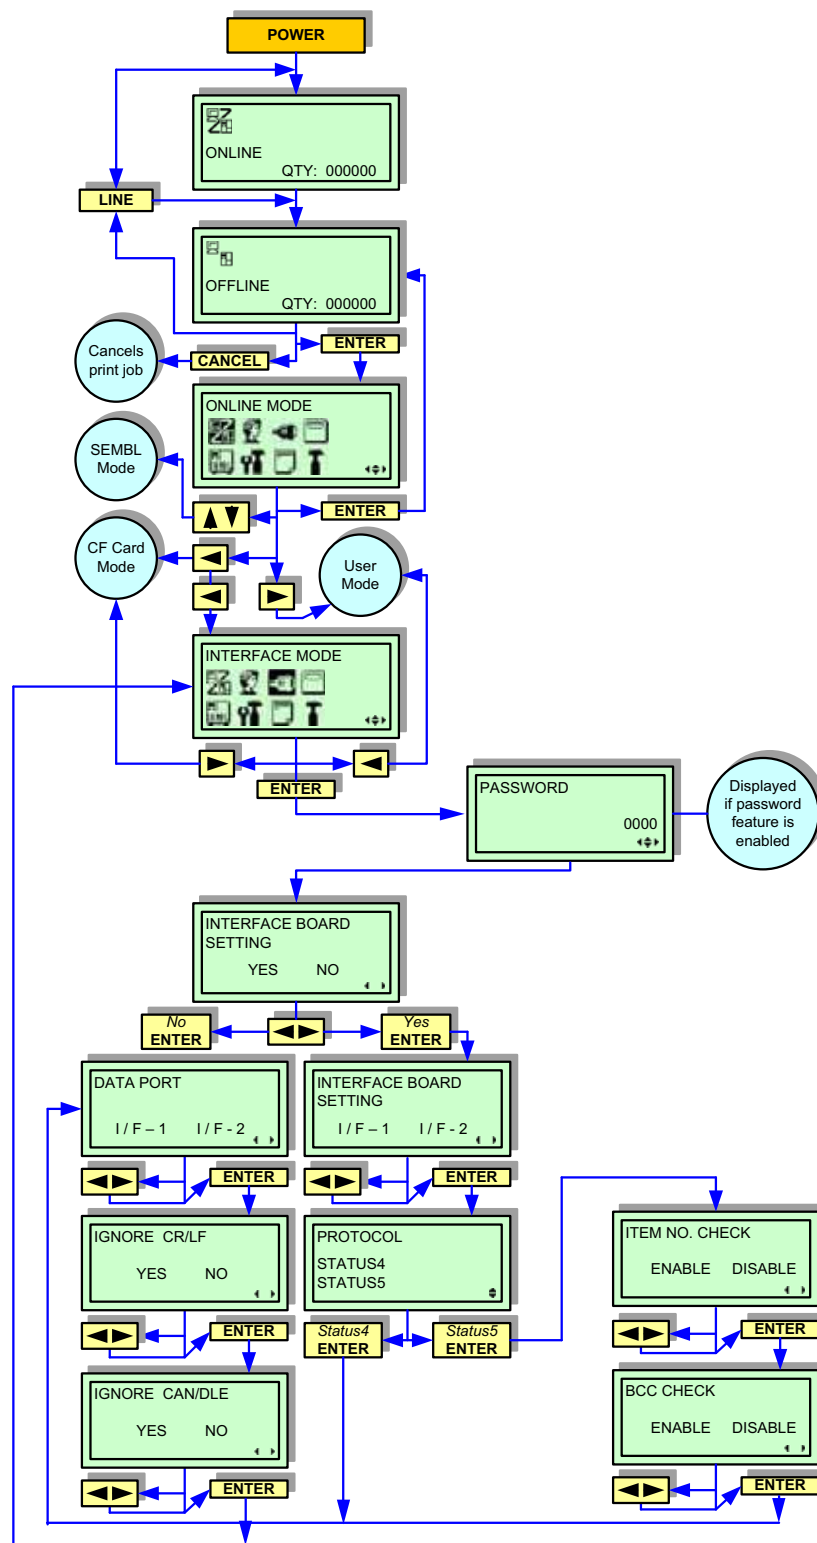 POWER
ONLINE
QTY: 000000
LINE
OFFLINE
QTY: 000000
ENTER
Cancels
print job
CANCEL
ONLINE MODE
SEMBL
Mode
ENTER
CF Card
Mode
User
Mode
INTERFACE MODE
ENTER
PASSWORD
0000
Displayed
if password
feature is
enabled
INTERFACE BOARD
SETTING
YES NO
No
ENTER
Yes
ENTER
DATA PORT
I / F – 1 I / F - 2
INTERFACE BOARD
SETTING
I / F – 1 I / F - 2
ENTER
ENTER
IGNORE CR/LF
YES NO
PROTOCOL
STATUS4
STATUS5
ITEM NO. CHECK
ENABLE DISABLE
ENTER
Status4
ENTER
Status5
ENTER
ENTER
IGNORE CAN/DLE
YES NO
BCC CHECK
ENABLE DISABLE
ENTER
ENTER